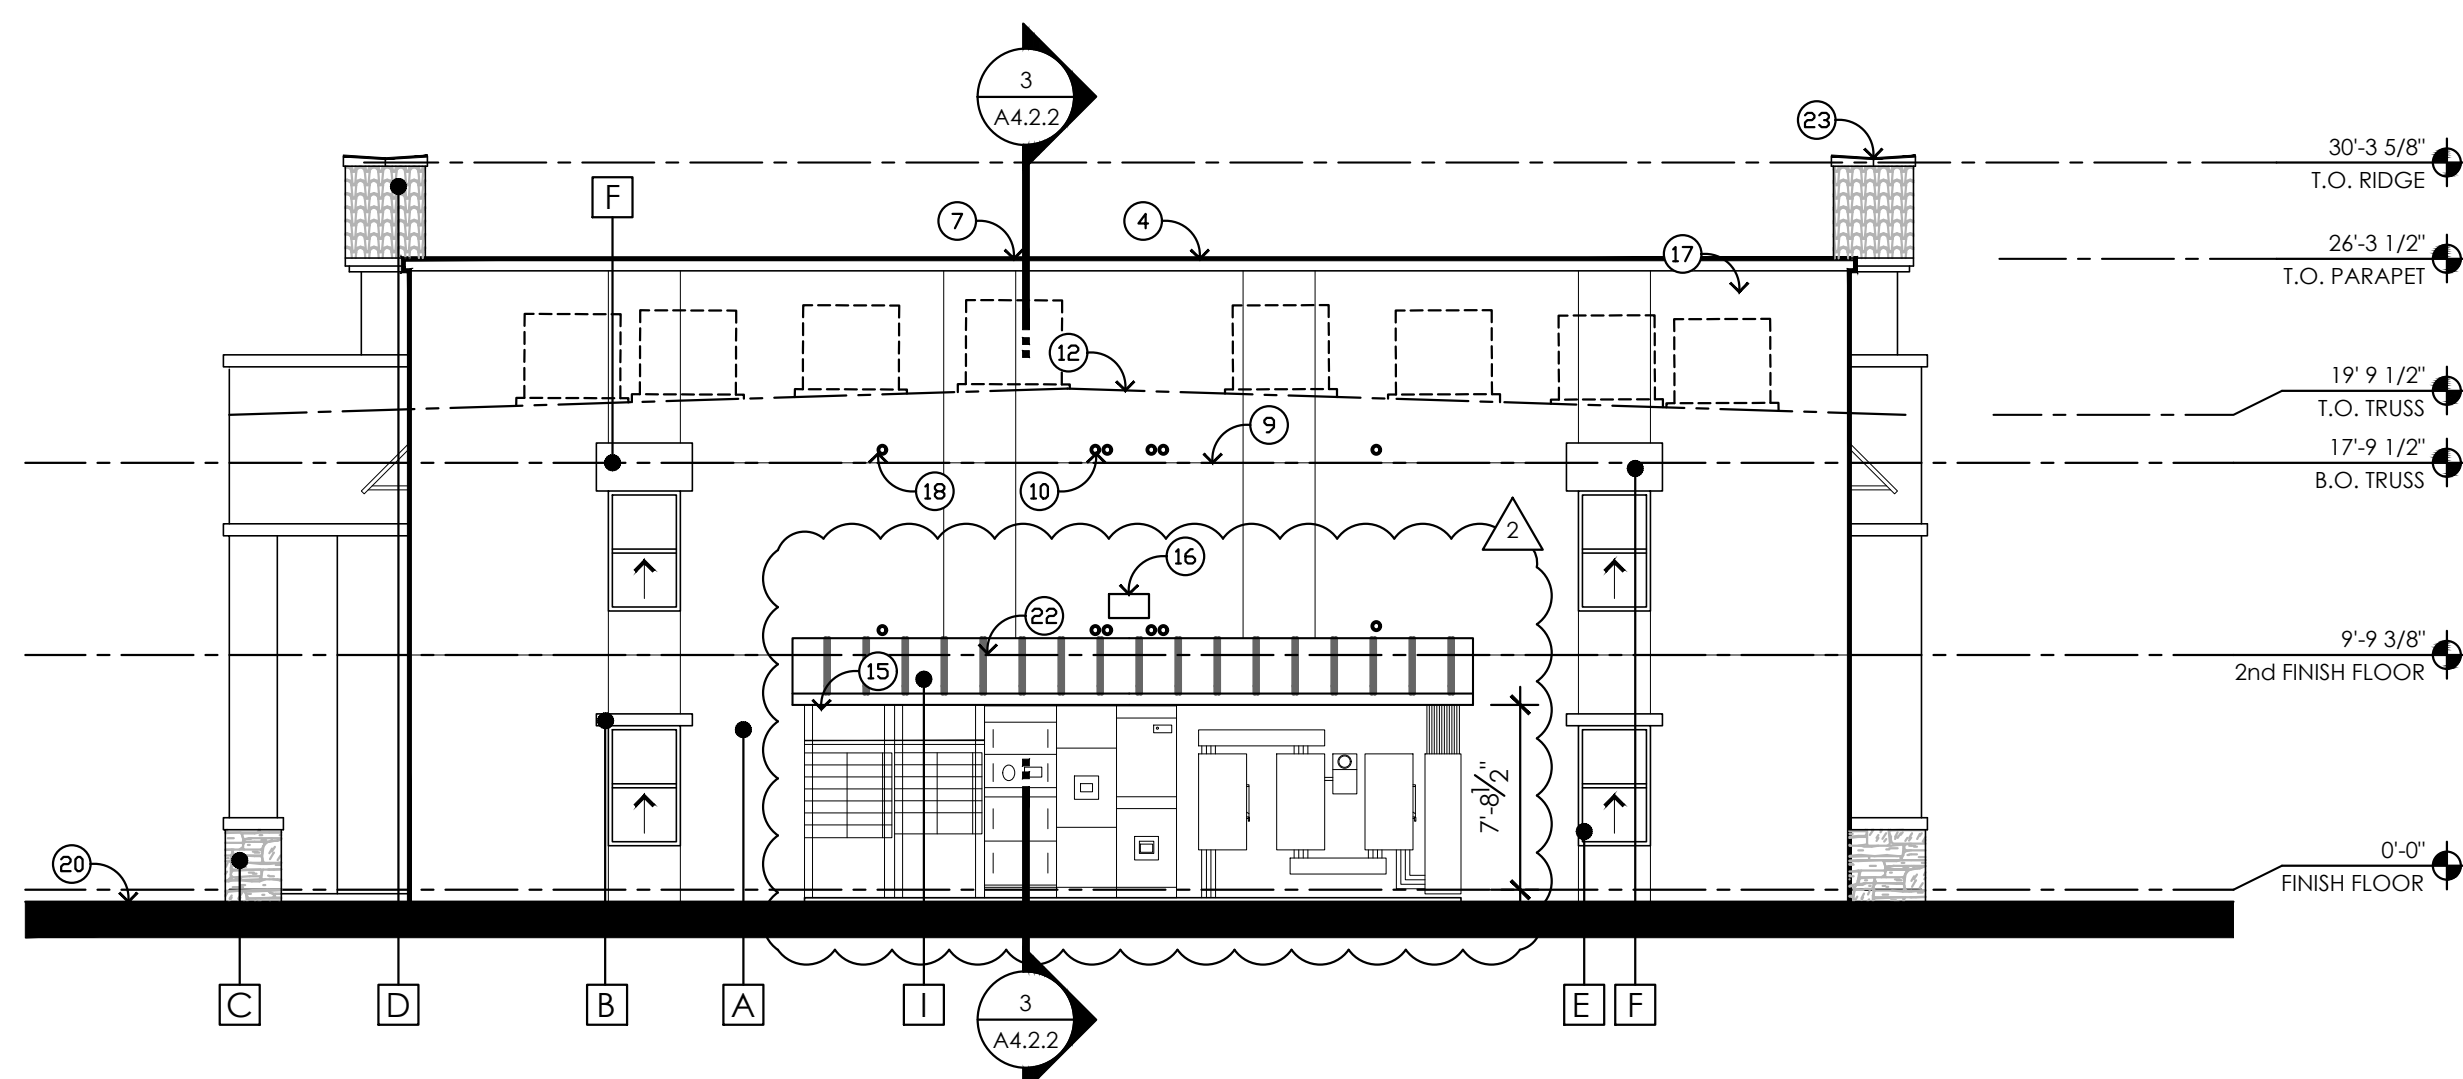 3
A4.2.2
23
30'-3 5/8"
T.O. RIDGE
F
7
4
17
26'-3 1/2"
T.O. PARAPET
12
19' 9 1/2"
T.O. TRUSS
9
17'-9 1/2"
B.O. TRUSS
18
10
2
16
22
15
9'-9 3/8"
2nd FINISH FLOOR
7'-8 1/2"
20
0'-0"
FINISH FLOOR
C
D
B
A
I
E
F
3
A4.2.2